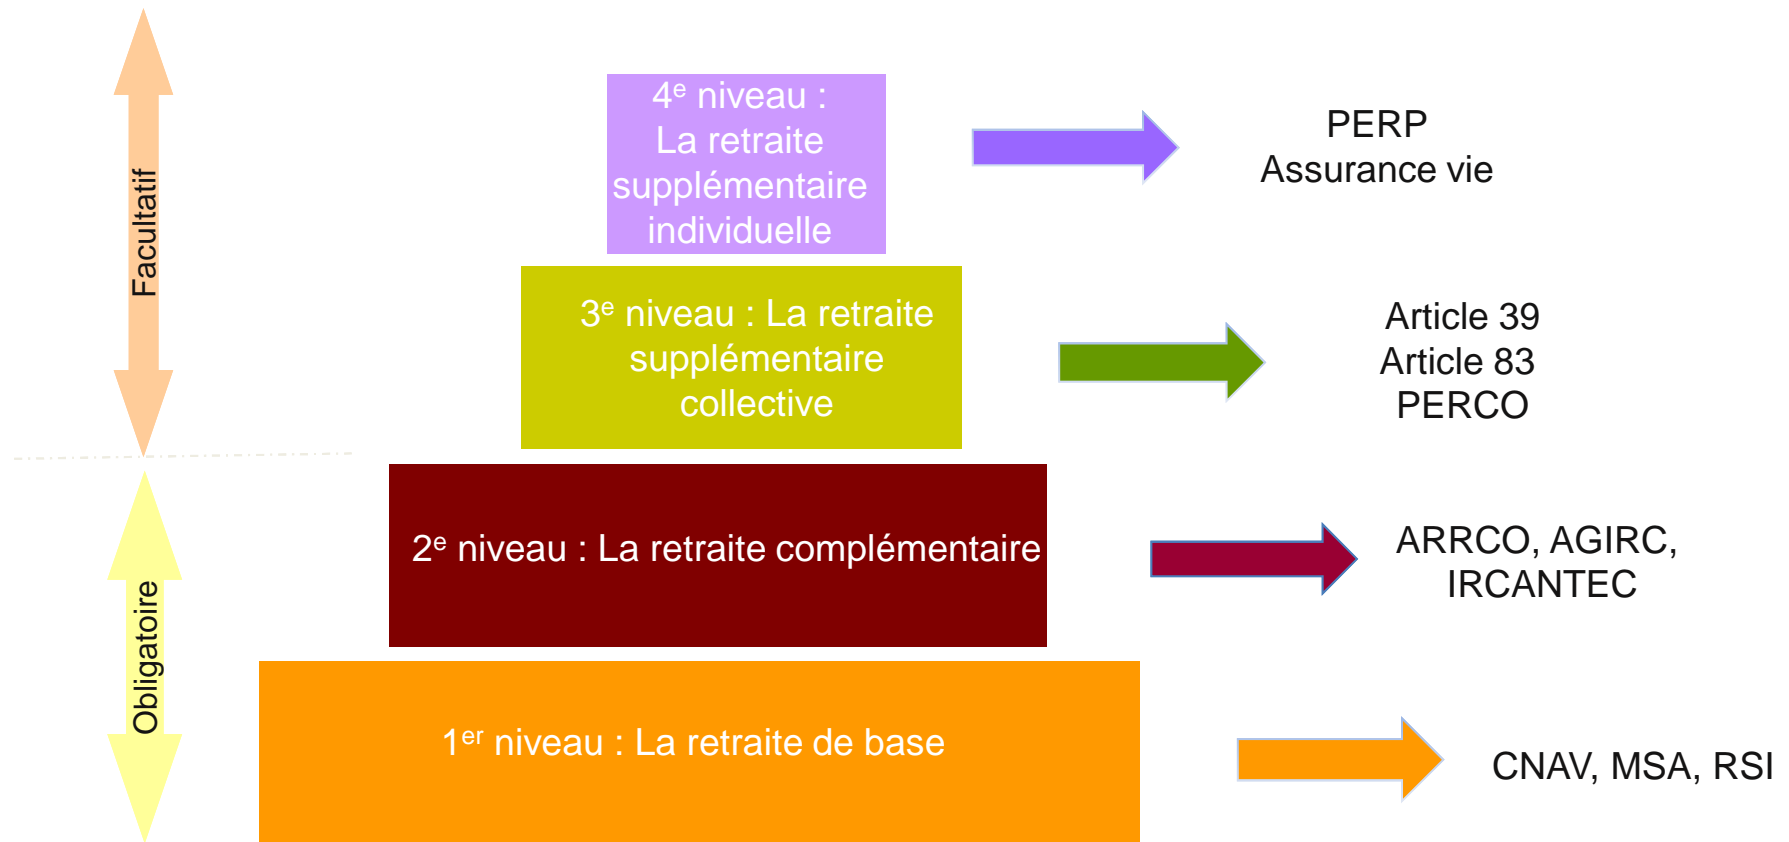 Facultatif
4e niveau :
La retraite
supplémentaire
individuelle
PERP
Assurance vie
3e niveau : La retraite
supplémentaire
collective
Article 39
Article 83
PERCO
Obligatoire
2e niveau : La retraite complémentaire
ARRCO, AGIRC,
IRCANTEC
1er niveau : La retraite de base
CNAV, MSA, RSI